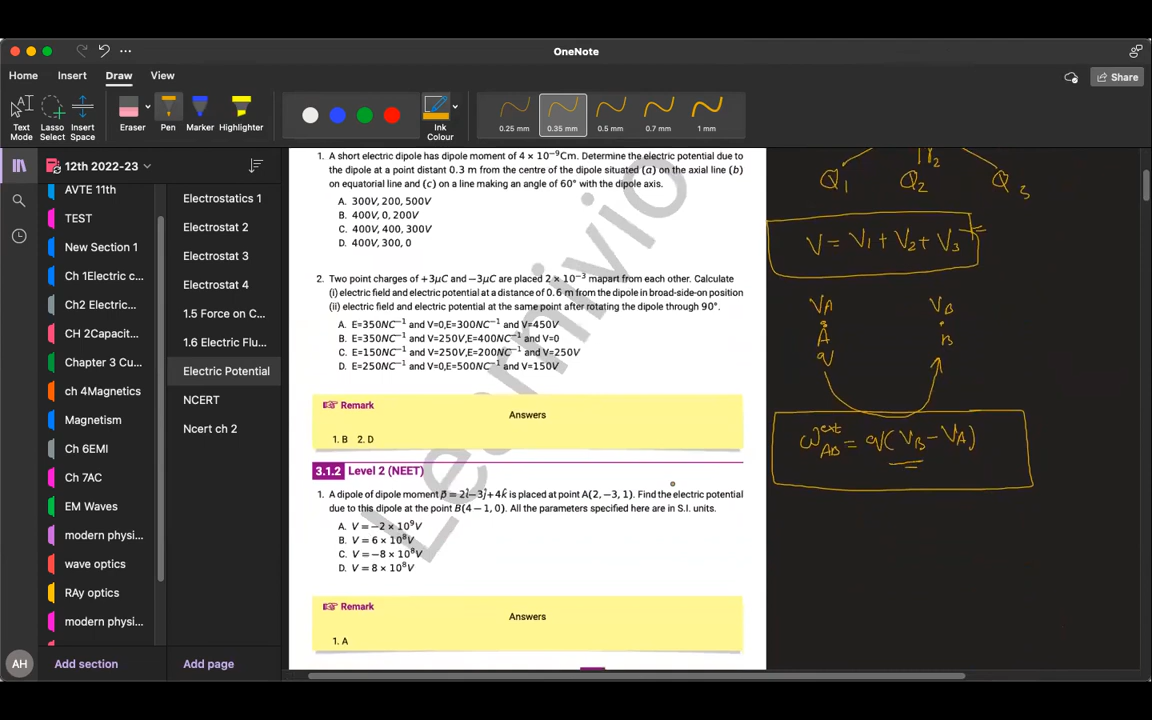 OneNote
Home Insert Draw View
Share
Text Mode
Lasso Select
Insert Space
Eraser
Pen
Marker
Highlighter
Ink Colour
0.25 mm
0.35 mm
0.5 mm
0.7 mm
1 mm
12th 2022-23
AVTE 11th
TEST
New Section 1
Ch 1Electric c...
Ch2 Electric...
CH 2Capacit...
Chapter 3 Cu...
ch 4Magnetics
Magnetism
Ch 6EMI
Ch 7AC
EM Waves
modern physi...
wave optics
RAy optics
modern physi...
AH
Add section
Electrostatics 1
Electrostat 2
Electrostat 3
Electrostat 4
1.5 Force on C...
1.6 Electric Flu...
Electric Potential
NCERT
Ncert ch 2
Add page
Learnivio
1. A short electric dipole has dipole moment of 4 × 10⁻⁹Cm. Determine the electric potential due to
the dipole at a point distant 0.3 m from the centre of the dipole situated (a) on the axial line (b)
on equatorial line and (c) on a line making an angle of 60° with the dipole axis.
A. 300V, 200, 500V
B. 400V, 0, 200V
C. 400V, 400, 300V
D. 400V, 300, 0
2. Two point charges of +3μC and −3μC are placed 2 × 10⁻³ mapart from each other. Calculate
(i) electric field and electric potential at a distance of 0.6 m from the dipole in broad-side-on position
(ii) electric field and electric potential at the same point after rotating the dipole through 90°.
A. E=350NC⁻¹ and V=0,E=300NC⁻¹ and V=450V
B. E=350NC⁻¹ and V=250V,E=400NC⁻¹ and V=0
C. E=150NC⁻¹ and V=250V,E=200NC⁻¹ and V=250V
D. E=250NC⁻¹ and V=0,E=500NC⁻¹ and V=150V
Remark
Answers
1. B 2. D
3.1.2 Level 2 (NEET)
1. A dipole of dipole moment p⃗ = 2î−3ĵ+4k̂ is placed at point A(2, −3, 1). Find the electric potential
due to this dipole at the point B(4 − 1, 0). All the parameters specified here are in S.I. units.
A. V = −2 × 10⁹V
B. V = 6 × 10⁸V
C. V = −8 × 10⁸V
D. V = 8 × 10⁸V
Remark
Answers
1. A
r₂
Q₁ Q₂ Q₃
V = V₁ + V₂ + V₃
V_A V_B
A B
q
W_AB^ext = q(V_B − V_A)